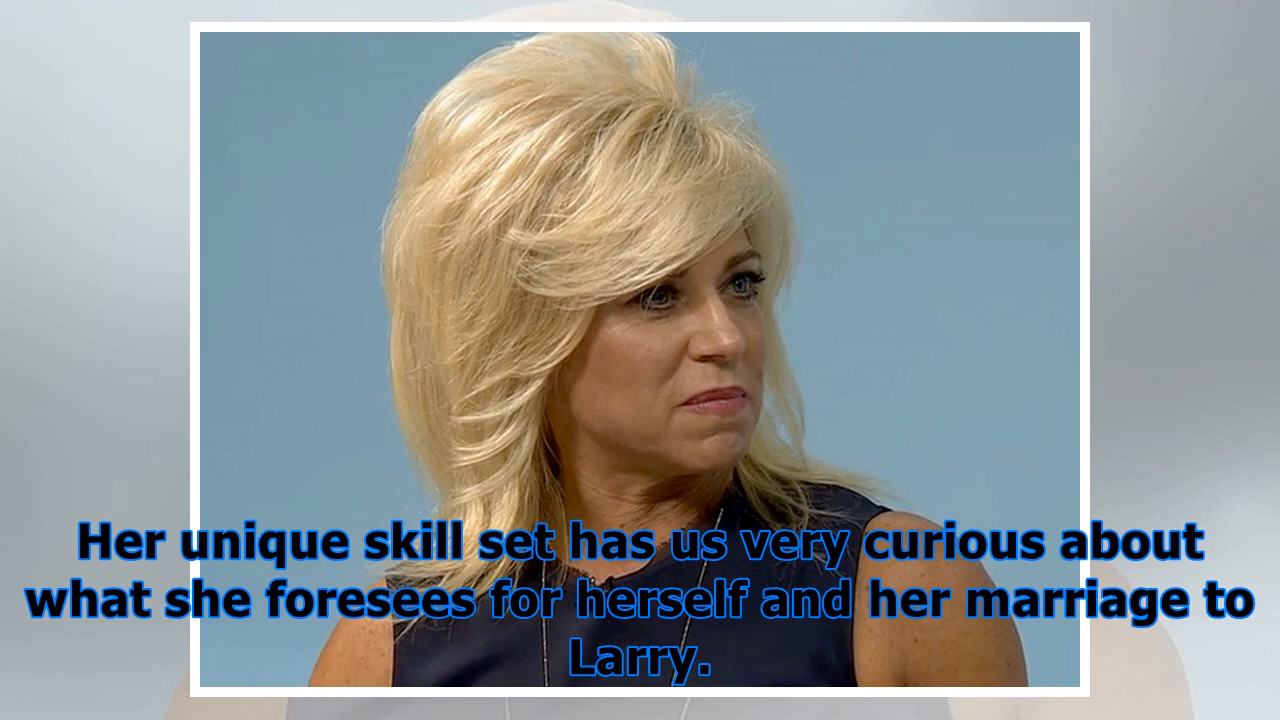 Her unique skill set has us very curious about
what she foresees for herself and her marriage to
Larry.